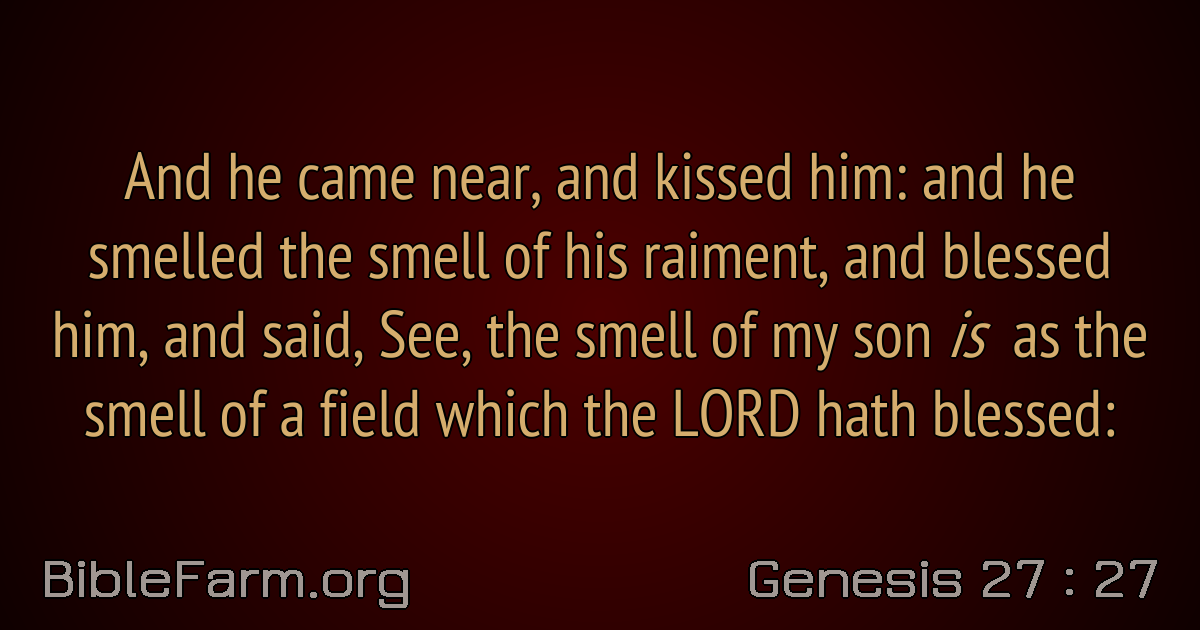 And he came near, and kissed him: and he
smelled the smell of his raiment, and blessed
him, and said, See, the smell of my son is as the
smell of a field which the LORD hath blessed:
BibleFarm.org
Genesis 27 : 27